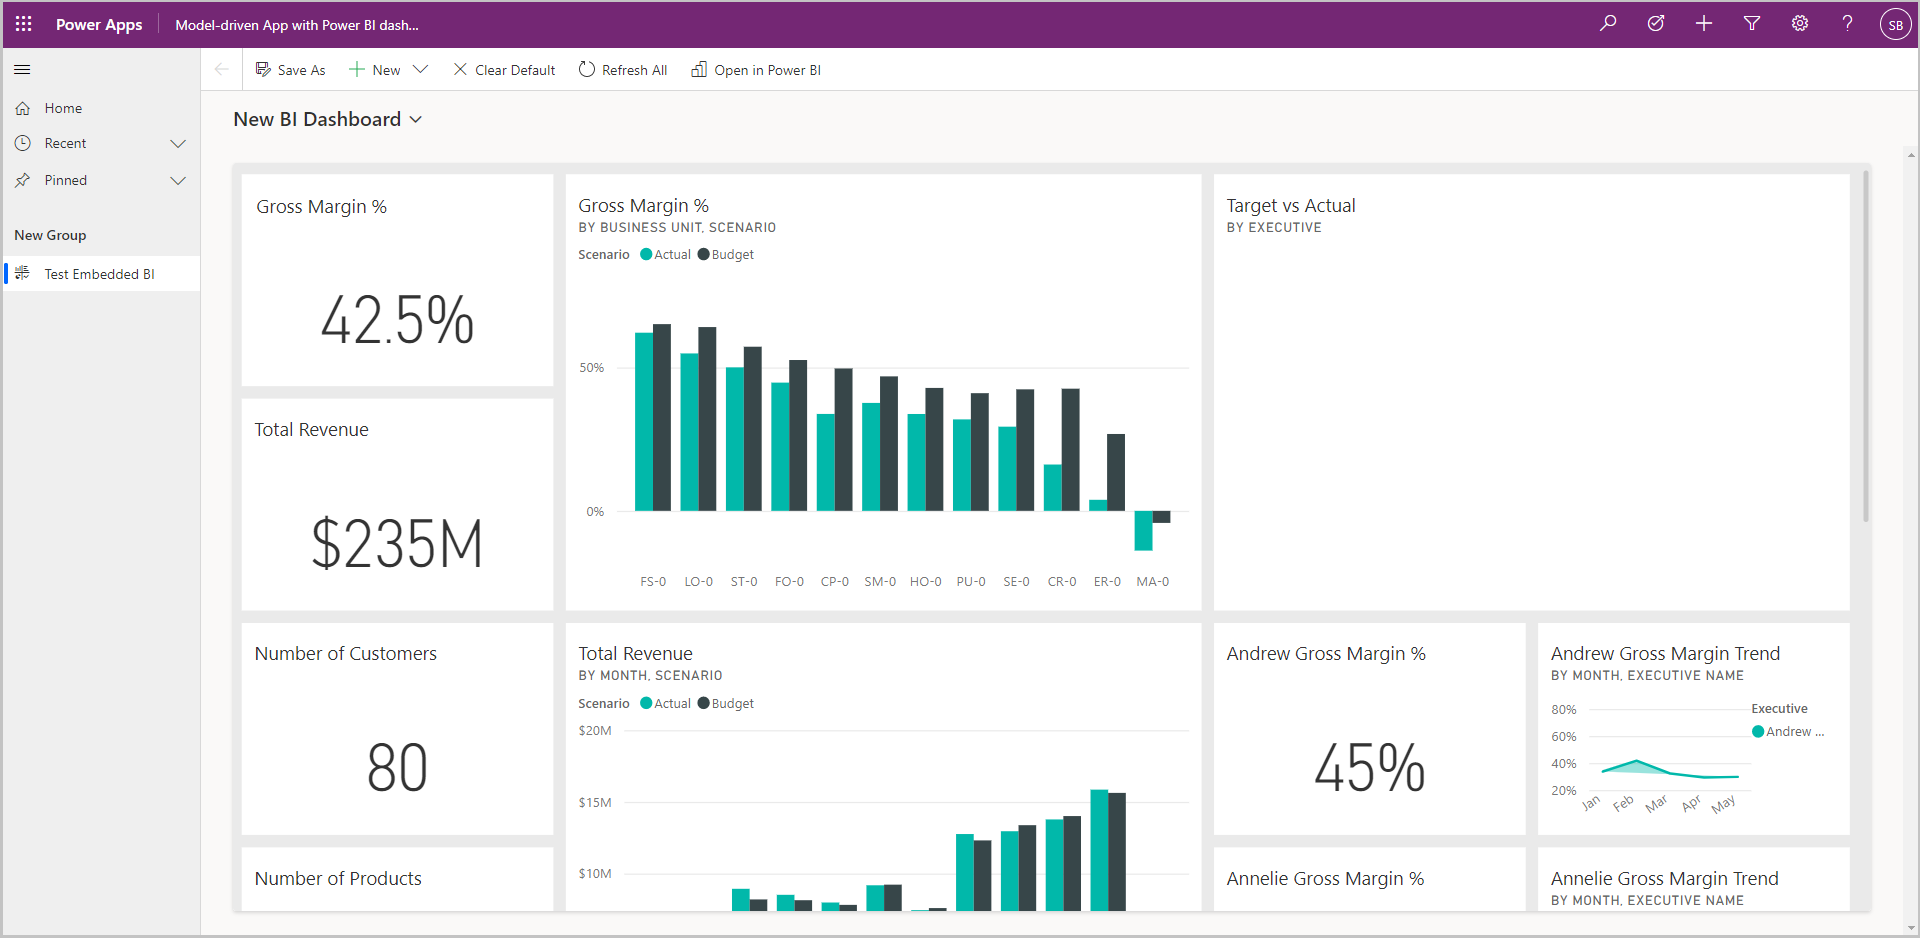 Power Apps
Model-driven App with Power BI dash...
SB
Save As
New
Clear Default
Refresh All
Open in Power BI
Home
Recent
Pinned
New Group
Test Embedded BI
New BI Dashboard
Gross Margin %
42.5%
Total Revenue
$235M
Number of Customers
80
Number of Products
Gross Margin %
BY BUSINESS UNIT, SCENARIO
Scenario Actual Budget
50%
0%
FS-0 LO-0 ST-0 FO-0 CP-0 SM-0 HO-0 PU-0 SE-0 CR-0 ER-0 MA-0
Total Revenue
BY MONTH, SCENARIO
Scenario Actual Budget
$20M
$15M
$10M
Target vs Actual
BY EXECUTIVE
Andrew Gross Margin %
45%
Andrew Gross Margin Trend
BY MONTH, EXECUTIVE NAME
80%
60%
40%
20%
Executive
Andrew ...
Jan Feb Mar Apr May
Annelie Gross Margin %
Annelie Gross Margin Trend
BY MONTH, EXECUTIVE NAME